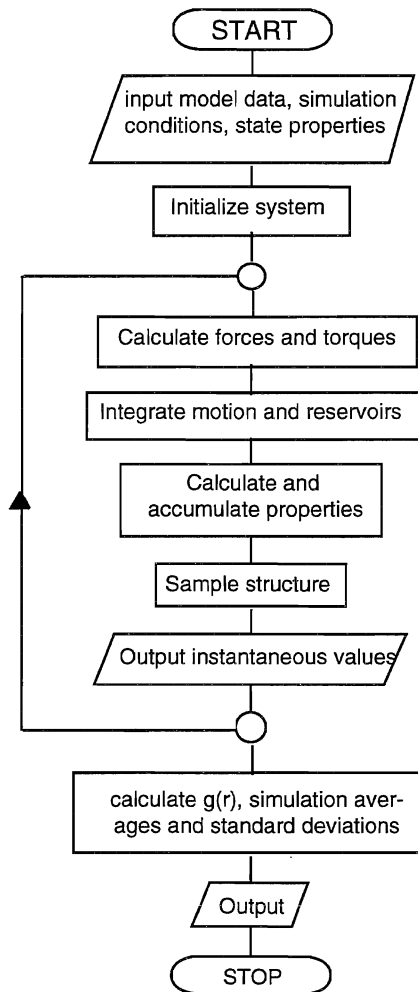 START
input model data, simulation
conditions, state properties
Initialize system
Calculate forces and torques
Integrate motion and reservoirs
Calculate and
accumulate properties
Sample structure
Output instantaneous values
calculate g(r), simulation aver-
ages and standard deviations
Output
STOP